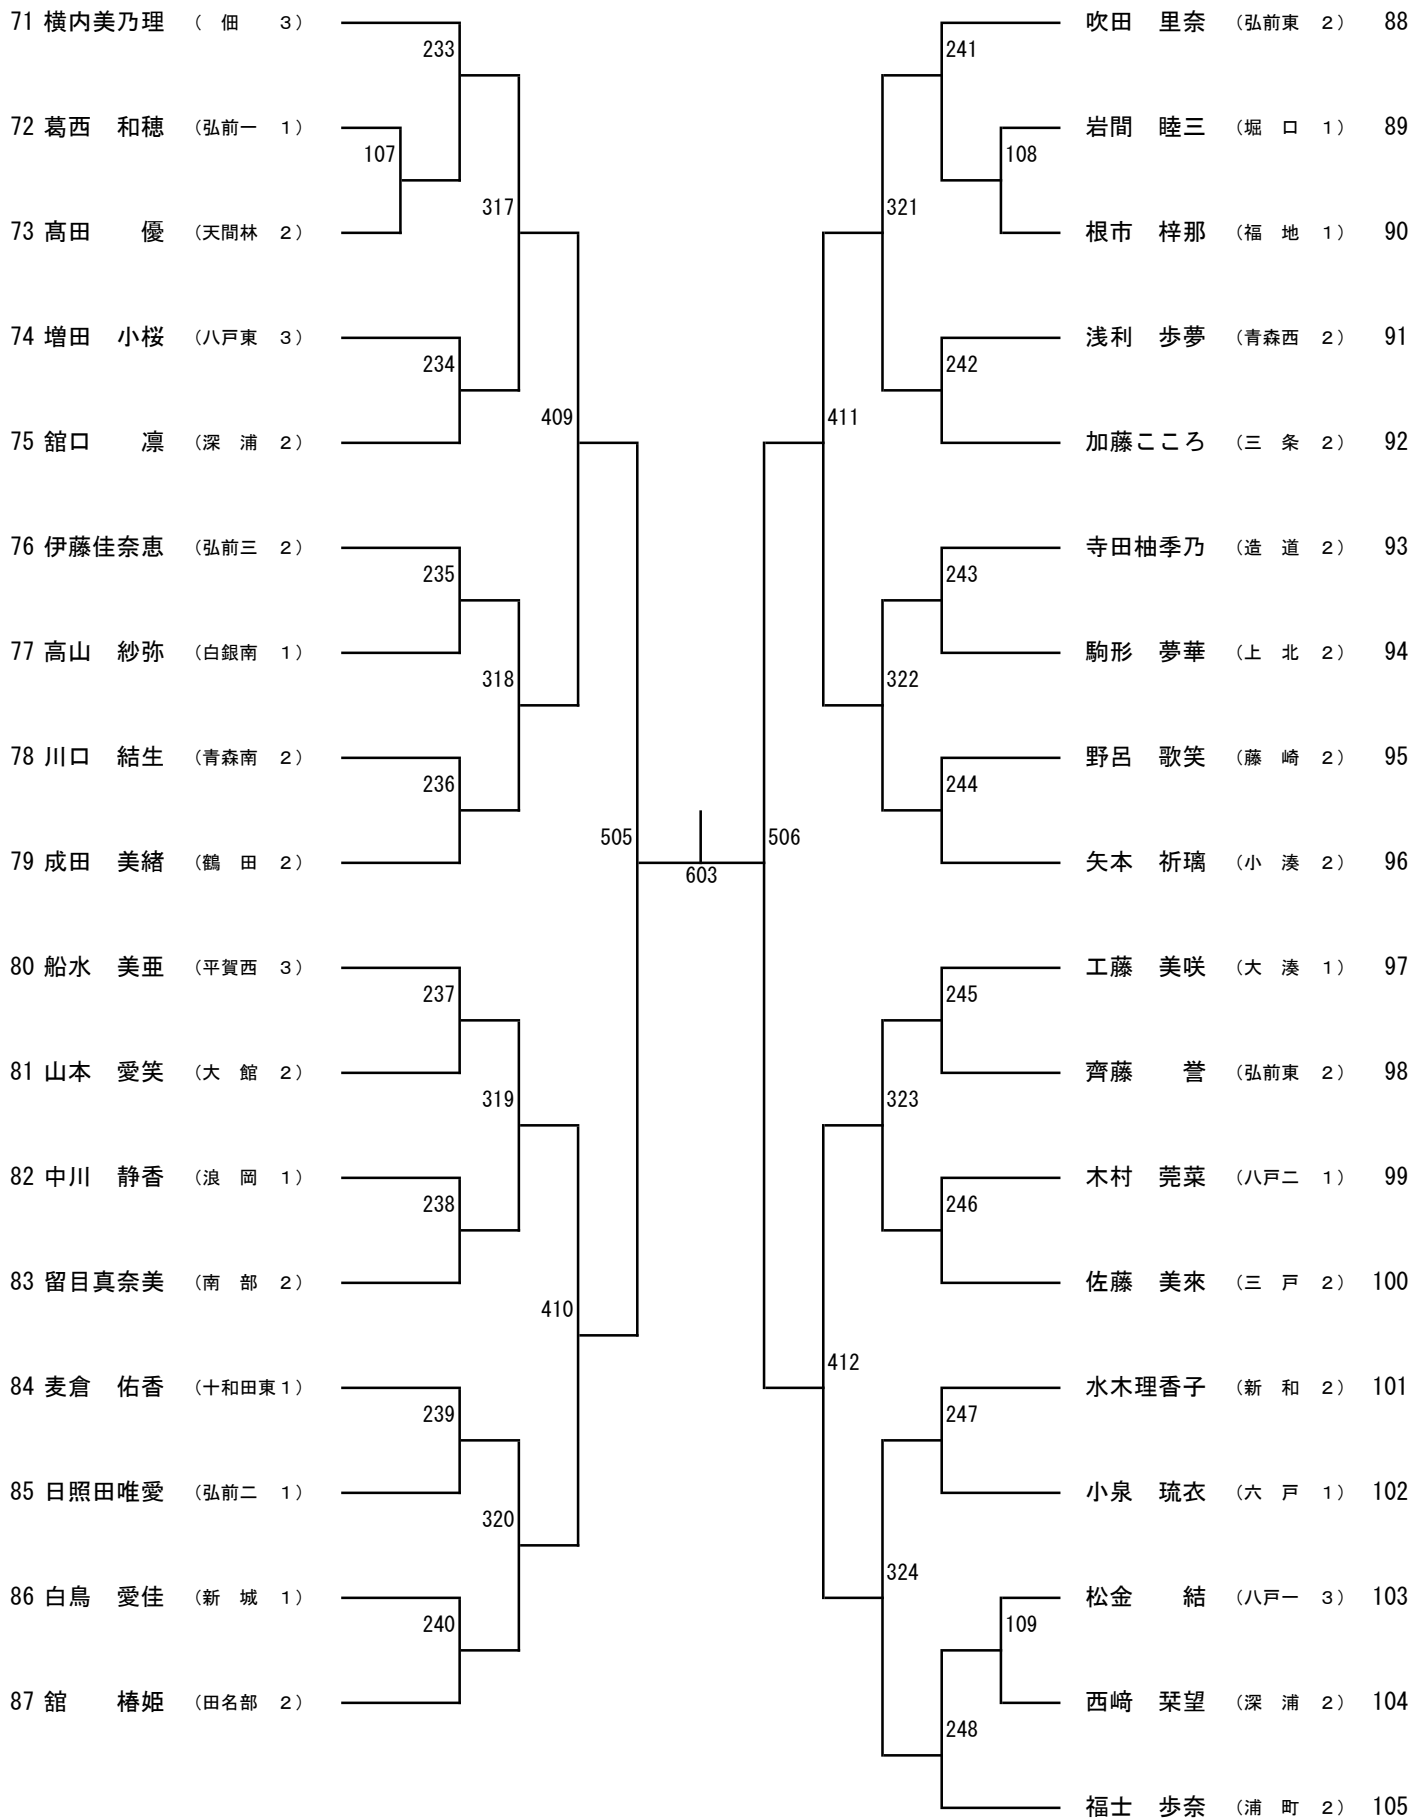 71 横内美乃理 （ 佃 ３）
233
72 葛西 和穂 （弘前一 １）
107
73 髙田 優 （天間林 ２）
317
74 増田 小桜 （八戸東 ３）
234
75 舘口 凛 （深 浦 ２）
409
76 伊藤佳奈恵 （弘前三 ２）
235
77 高山 紗弥 （白銀南 １）
318
78 川口 結生 （青森南 ２）
236
79 成田 美緒 （鶴 田 ２）
505
603
80 船水 美亜 （平賀西 ３）
237
81 山本 愛笑 （大 館 ２）
319
82 中川 静香 （浪 岡 １）
238
83 留目真奈美 （南 部 ２）
410
84 麦倉 佑香 （十和田東１）
239
85 日照田唯愛 （弘前二 １）
320
86 白鳥 愛佳 （新 城 １）
240
87 舘 椿姫 （田名部 ２）
吹田 里奈 （弘前東 ２） 88
241
岩間 睦三 （堀 口 １） 89
108
根市 梓那 （福 地 １） 90
321
浅利 歩夢 （青森西 ２） 91
242
加藤こころ （三 条 ２） 92
411
寺田柚季乃 （造 道 ２） 93
243
駒形 夢華 （上 北 ２） 94
322
野呂 歌笑 （藤 崎 ２） 95
244
矢本 祈璃 （小 湊 ２） 96
506
工藤 美咲 （大 湊 １） 97
245
齊藤 誉 （弘前東 ２） 98
323
木村 莞菜 （八戸二 １） 99
246
佐藤 美來 （三 戸 ２） 100
412
水木理香子 （新 和 ２） 101
247
小泉 琉衣 （六 戸 １） 102
324
松金 結 （八戸一 ３） 103
109
西﨑 栞望 （深 浦 ２） 104
248
福士 歩奈 （浦 町 ２） 105